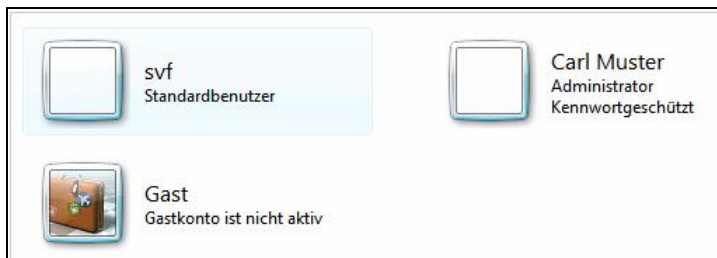 svf
Standardbenutzer
Carl Muster
Administrator
Kennwortgeschützt
Gast
Gastkonto ist nicht aktiv